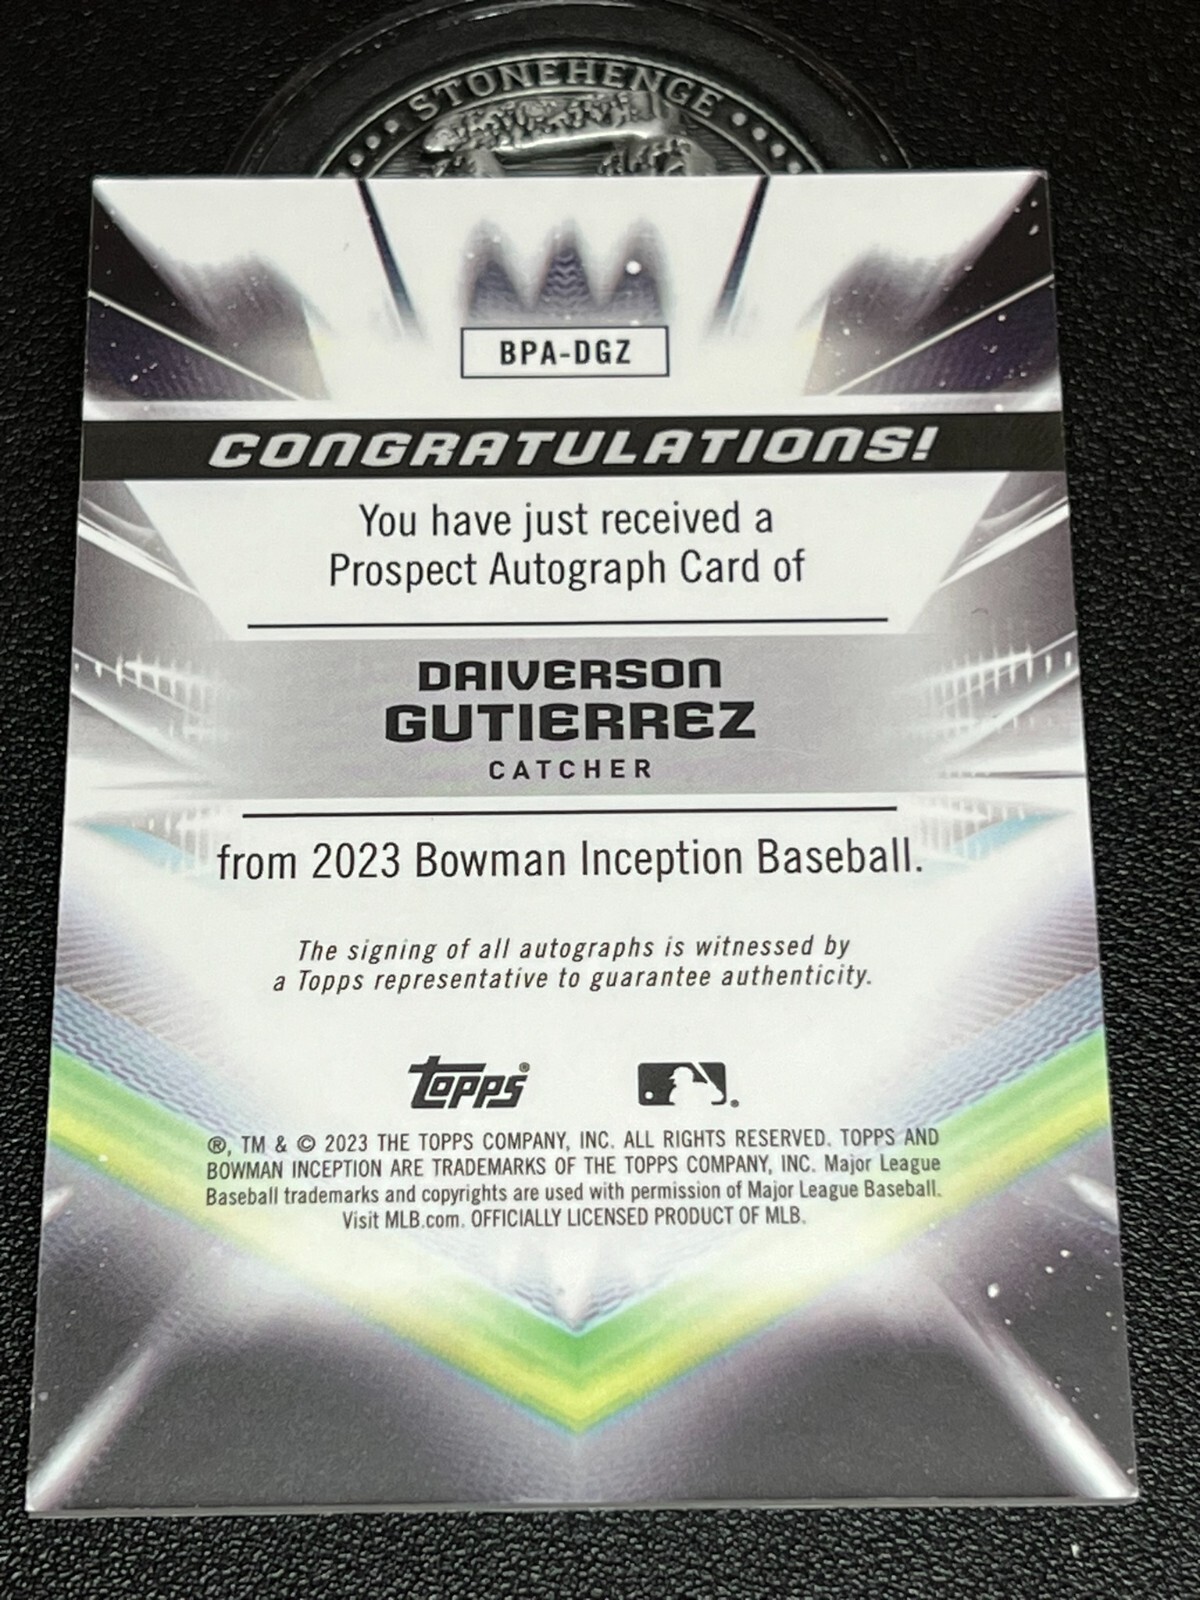 STONEHENGE
BPA-DGZ
CONGRATULATIONS!
You have just received a
Prospect Autograph Card of
DAIVERSON
GUTIERREZ
CATCHER
from 2023 Bowman Inception Baseball.
The signing of all autographs is witnessed by
a Topps representative to guarantee authenticity.
Topps®
®
®, TM & © 2023 THE TOPPS COMPANY, INC. ALL RIGHTS RESERVED. TOPPS AND
BOWMAN INCEPTION ARE TRADEMARKS OF THE TOPPS COMPANY, INC. Major League
Baseball trademarks and copyrights are used with permission of Major League Baseball.
Visit MLB.com. OFFICIALLY LICENSED PRODUCT OF MLB.